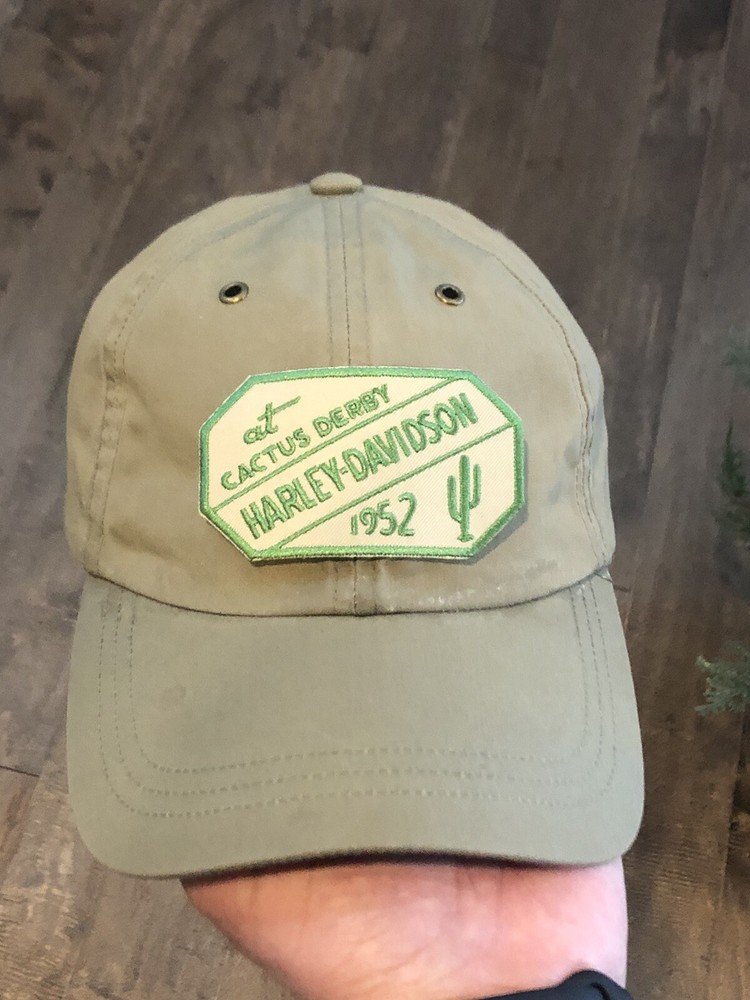 at
CACTUS DERBY
HARLEY-DAVIDSON
1952